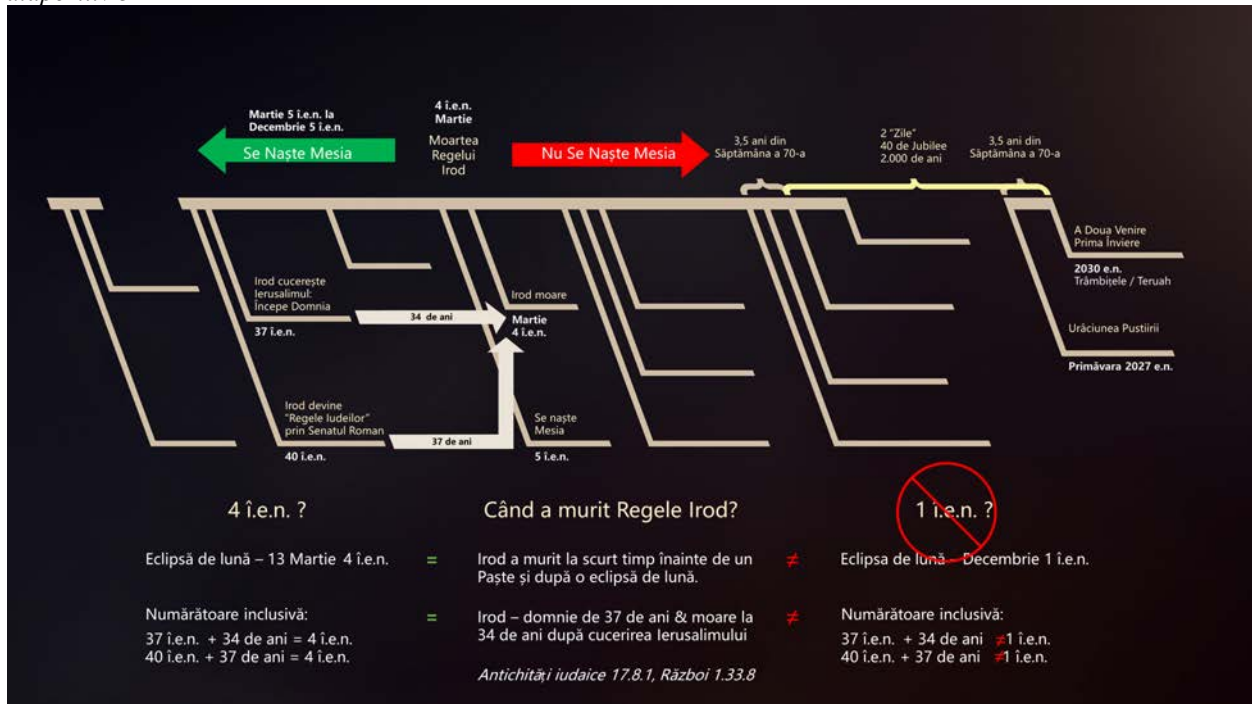 Martie 5 î.e.n. la
Decembrie 5 î.e.n.
Se Naște Mesia
4 î.e.n.
Martie
Moartea
Regelui
Irod
Nu Se Naște Mesia
3,5 ani din
Săptămâna a 70-a
2 "Zile"
40 de Jubilee
2.000 de ani
3,5 ani din
Săptămâna a 70-a
A Doua Venire
Prima Înviere
2030 e.n.
Trâmbițele / Teruah
Urăciunea Pustiirii
Primăvara 2027 e.n.
Irod cucerește
Ierusalimul:
Începe Domnia
37 î.e.n.
34 de ani
Irod moare
Martie
4 î.e.n.
Irod devine
"Regele Iudeilor"
prin Senatul Roman
40 î.e.n.
37 de ani
Se naște
Mesia
5 î.e.n.
4 î.e.n. ?
Când a murit Regele Irod?
1 î.e.n. ?
Eclipsă de lună – 13 Martie 4 î.e.n.
=
Irod a murit la scurt timp înainte de un
Paște și după o eclipsă de lună.
≠
Eclipsa de lună – Decembrie 1 î.e.n.
Numărătoare inclusivă:
37 î.e.n. + 34 de ani = 4 î.e.n.
40 î.e.n. + 37 de ani = 4 î.e.n.
=
Irod – domnie de 37 de ani & moare la
34 de ani după cucerirea Ierusalimului
≠
Numărătoare inclusivă:
37 î.e.n. + 34 de ani ≠1 î.e.n.
40 î.e.n. + 37 de ani ≠1 î.e.n.
Antichități iudaice 17.8.1, Război 1.33.8